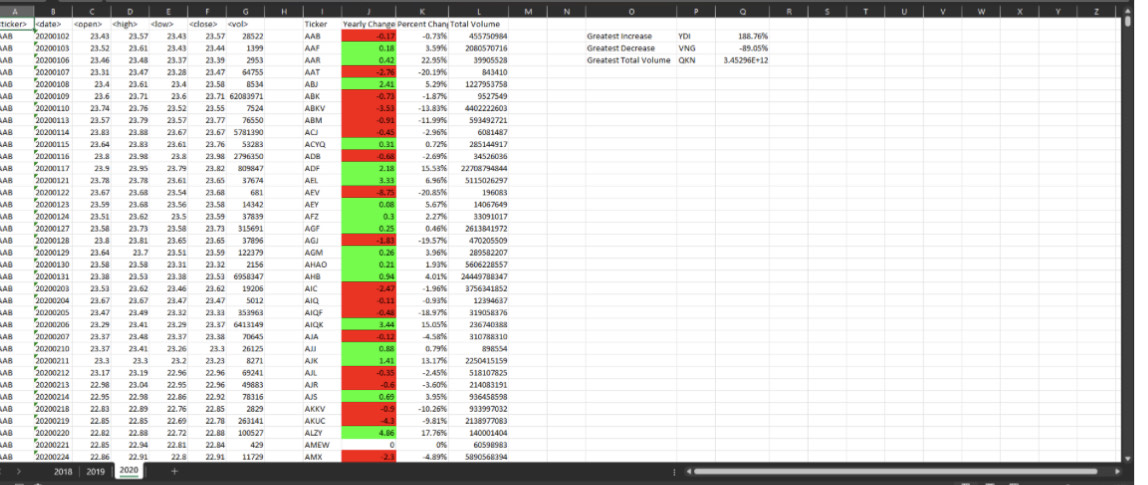 A B C D E F G H I J K L M N O P Q R S T U V W X Y Z
ticker> <date> <open> <high> <low> <close> <vol> Ticker Yearly Change Percent Chang Total Volume
AAB 20200102 23.43 23.57 23.43 23.57 28522 AAB -0.17 -0.73% 455750984 Greatest Increase YDI 188.76%
AAB 20200103 23.52 23.61 23.43 23.44 1399 AAF 0.18 3.59% 2080570716 Greatest Decrease VNG -89.05%
AAB 20200106 23.46 23.48 23.37 23.39 2953 AAR 0.42 22.95% 39905528 Greatest Total Volume QKN 3.45296E+12
AAB 20200107 23.31 23.47 23.28 23.47 64755 AAT -2.76 -20.19% 843410
AAB 20200108 23.4 23.61 23.4 23.58 8534 ABJ 2.41 5.29% 1227953758
AAB 20200109 23.6 23.71 23.6 23.71 62083971 ABK -0.73 -1.87% 9527549
AAB 20200110 23.74 23.76 23.52 23.55 7524 ABKV -3.53 -13.83% 4402222603
AAB 20200113 23.57 23.79 23.57 23.77 76550 ABM -0.91 -11.99% 593492721
AAB 20200114 23.83 23.88 23.67 23.67 5781390 ACJ -0.45 -2.96% 6081487
AAB 20200115 23.64 23.83 23.61 23.76 53283 ACYQ 0.31 0.72% 285144917
AAB 20200116 23.8 23.98 23.8 23.98 2796350 ADB -0.68 -2.69% 34526036
AAB 20200117 23.9 23.95 23.79 23.82 809847 ADF 2.18 15.53% 22708794844
AAB 20200121 23.78 23.78 23.61 23.65 37674 AEL 3.33 6.96% 5115026297
AAB 20200122 23.67 23.68 23.54 23.68 681 AEV -8.75 -20.85% 196083
AAB 20200123 23.59 23.68 23.56 23.58 14342 AEY 0.08 5.67% 14067649
AAB 20200124 23.51 23.62 23.5 23.59 37839 AFZ 0.3 2.27% 33091017
AAB 20200127 23.58 23.73 23.58 23.73 315691 AGF 0.25 0.46% 2613841972
AAB 20200128 23.8 23.81 23.65 23.65 37896 AGJ -1.83 -19.57% 470205509
AAB 20200129 23.64 23.7 23.51 23.59 122379 AGM 0.26 3.96% 289582207
AAB 20200130 23.58 23.58 23.31 23.32 2156 AHAO 0.21 1.93% 5606228557
AAB 20200131 23.38 23.53 23.38 23.53 6958347 AHB 0.94 4.01% 24449788347
AAB 20200203 23.53 23.62 23.46 23.62 19206 AIC -2.47 -1.96% 3756341852
AAB 20200204 23.67 23.67 23.47 23.47 5012 AIQ -0.11 -0.93% 12394637
AAB 20200205 23.47 23.49 23.32 23.33 353963 AIQF -0.48 -18.97% 319058376
AAB 20200206 23.29 23.41 23.29 23.37 6413149 AIQK 3.44 15.05% 236740388
AAB 20200207 23.37 23.48 23.37 23.38 70645 AJA -0.12 -4.58% 310788310
AAB 20200210 23.37 23.41 23.26 23.3 26125 AJJ 0.88 0.79% 898554
AAB 20200211 23.3 23.3 23.2 23.23 8271 AJK 1.41 13.17% 2250415159
AAB 20200212 23.17 23.19 22.96 22.96 69241 AJL -0.35 -2.45% 518107825
AAB 20200213 22.98 23.04 22.95 22.96 49883 AJR -0.6 -3.60% 214083191
AAB 20200214 22.95 22.98 22.86 22.92 78316 AJS 0.69 3.95% 936458598
AAB 20200218 22.83 22.89 22.76 22.85 2829 AKKV -0.9 -10.26% 933997032
AAB 20200219 22.85 22.85 22.69 22.78 263141 AKUC -4.3 -9.81% 2138977083
AAB 20200220 22.82 22.88 22.72 22.88 100527 ALZY 4.86 17.76% 140001404
AAB 20200221 22.85 22.94 22.81 22.84 429 AMEW 0 0% 60598983
AAB 20200224 22.86 22.91 22.8 22.91 11729 AMX -2.3 -4.89% 5890568394
2018 2019 2020 +